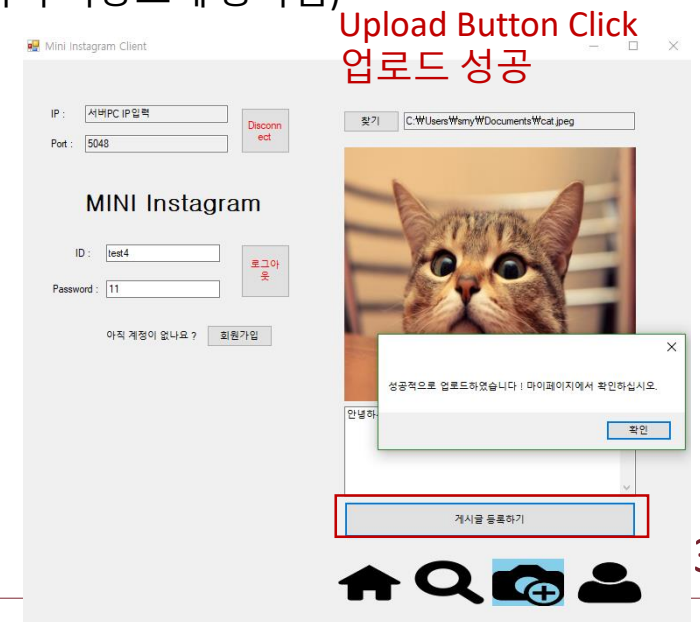 Upload Button Click
업로드 성공
Mini Instagram Client
IP : 서버PC IP입력
Disconn
ect
Port : 5048
찾기 C:₩Users₩smy₩Documents₩cat.jpeg
MINI Instagram
ID : test4
로그아
웃
Password : 11
아직 계정이 없나요 ? 회원가입
성공적으로 업로드하였습니다 ! 마이페이지에서 확인하십시오.
확인
안녕하
게시글 등록하기